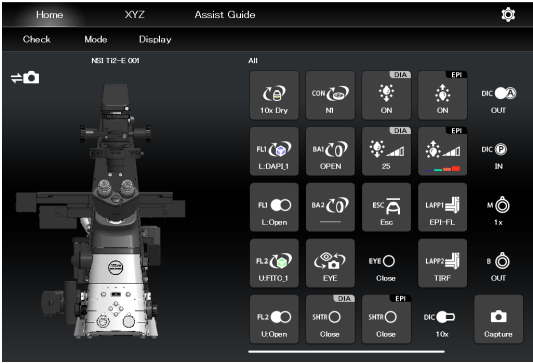 Home XYZ Assist Guide
Check Mode Display
NSI Ti2-E 001
All
10x Dry
CON
N1
DIA
ON
EPI
ON
DIC A
OUT
FL1
L:DAPI_1
BA1
OPEN
DIA
25
EPI
DIC P
IN
FL1
L:Open
BA2
ESC
Esc
LAPP1
EPI-FL
M
1x
FL2
U:FITC_1
EYE
EYE
Close
LAPP2
TIRF
B
OUT
FL2
U:Open
DIA
SHTR
Close
EPI
SHTR
Close
DIC
10x
Capture